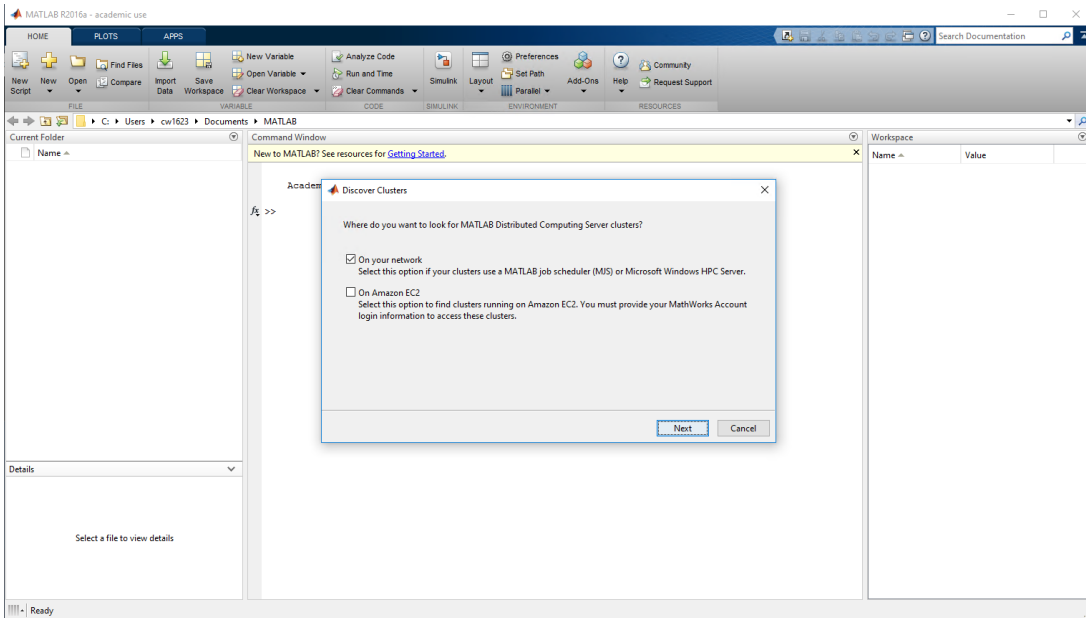 MATLAB R2016a - academic use
HOME PLOTS APPS
Search Documentation
New Script
New
Open
Find Files
Compare
Import Data
Save Workspace
New Variable
Open Variable
Clear Workspace
Analyze Code
Run and Time
Clear Commands
Simulink
Layout
Preferences
Set Path
Parallel
Add-Ons
Help
Community
Request Support
FILE VARIABLE CODE SIMULINK ENVIRONMENT RESOURCES
C: Users cw1623 Documents MATLAB
Current Folder
Name
Command Window
New to MATLAB? See resources for Getting Started.
Academ
fx >>
Workspace
Name Value
Discover Clusters
Where do you want to look for MATLAB Distributed Computing Server clusters?
On your network
Select this option if your clusters use a MATLAB job scheduler (MJS) or Microsoft Windows HPC Server.
On Amazon EC2
Select this option to find clusters running on Amazon EC2. You must provide your MathWorks Account
login information to access these clusters.
Next Cancel
Details
Select a file to view details
Ready